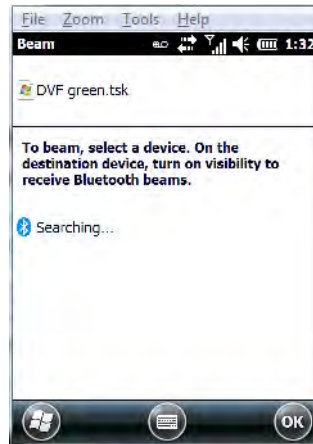 File Zoom Tools Help
Beam 1:32
DVF green.tsk
To beam, select a device. On the
destination device, turn on visibility to
receive Bluetooth beams.
Searching...
OK